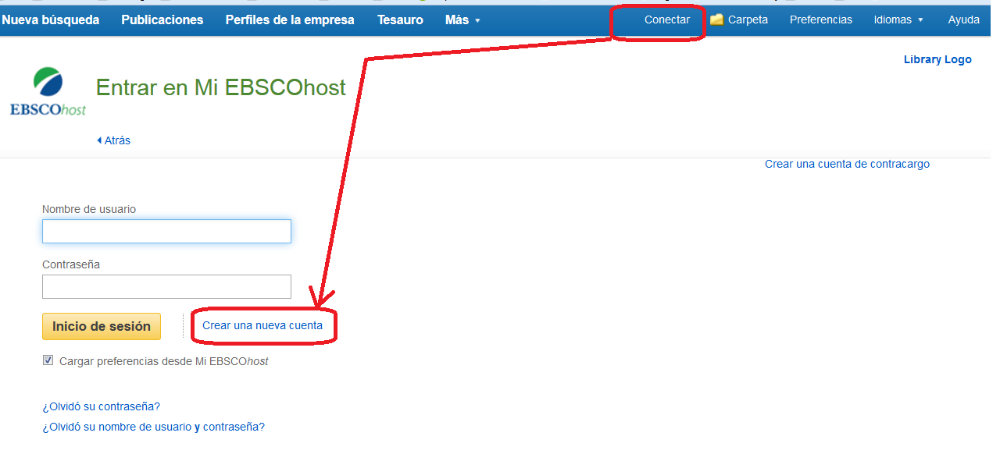 Nueva búsqueda Publicaciones Perfiles de la empresa Tesauro Más Conectar Carpeta Preferencias Idiomas Ayuda
Library Logo
EBSCOhost
Entrar en Mi EBSCOhost
Atrás
Crear una cuenta de contracargo
Nombre de usuario
Contraseña
Inicio de sesión Crear una nueva cuenta
Cargar preferencias desde Mi EBSCOhost
¿Olvidó su contraseña?
¿Olvidó su nombre de usuario y contraseña?